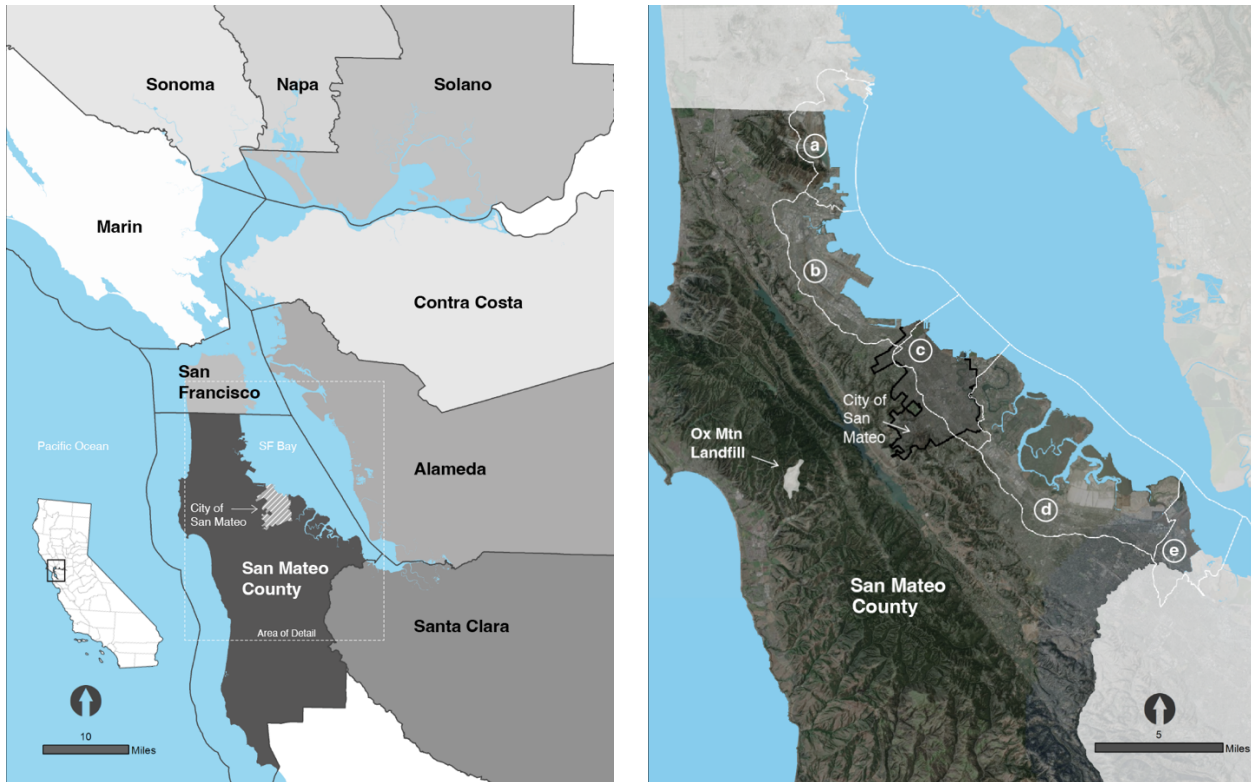 Sonoma
Napa
Solano
S
Marin
Contra Costa
San
Francisco
Pacific Ocean
SF Bay
Alameda
City of
San Mateo
San Mateo
County
Santa Clara
Area of Detail
10
Miles
a
b
c
City of
San
Mateo
Ox Mtn
Landfill
d
e
San Mateo
County
5
Miles